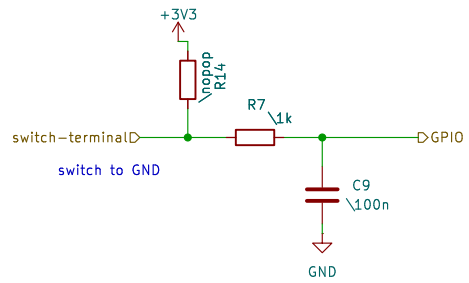 +3V3
nopop
R14
R7
1k
switch-terminal
GPIO
switch to GND
C9
100n
GND